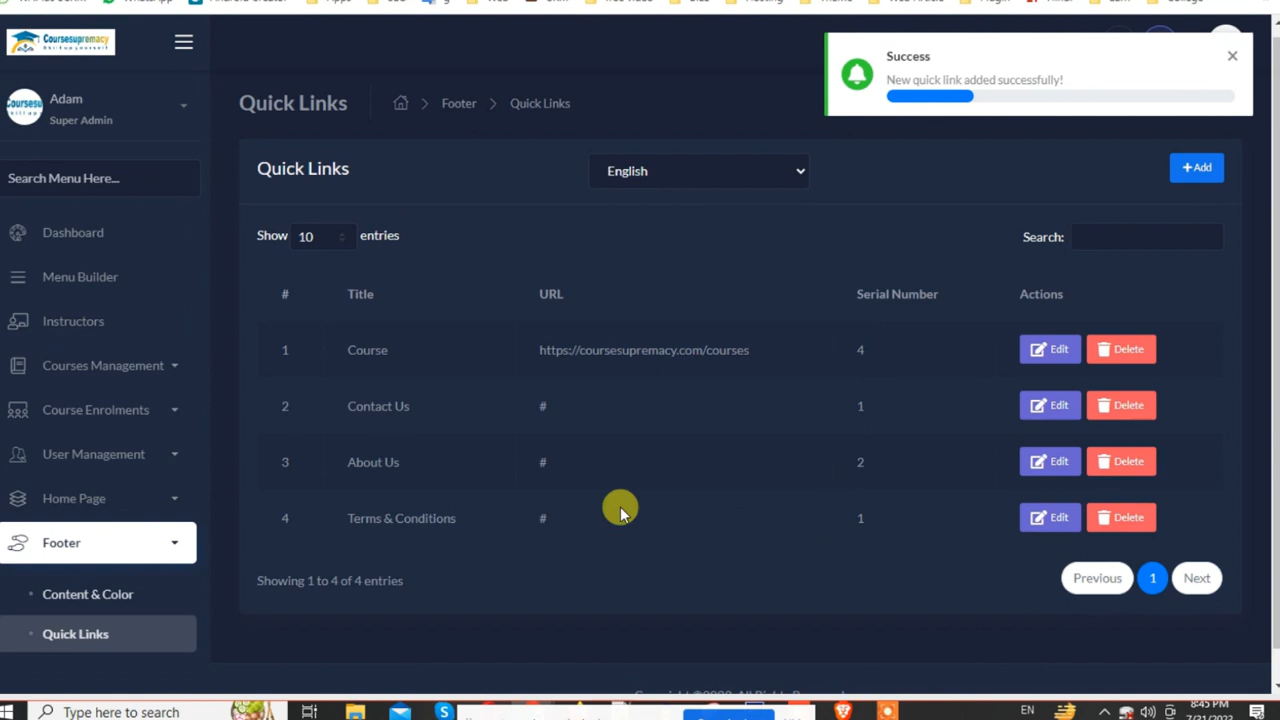 Coursesupremacy
Adam
Super Admin
Search Menu Here...
Dashboard
Menu Builder
Instructors
Courses Management
Course Enrolments
User Management
Home Page
Footer
Content & Color
Quick Links
Quick Links > Footer > Quick Links
Success
New quick link added successfully!
Quick Links
English
+Add
Show 10 entries
Search:
# Title URL Serial Number Actions
1 Course https://coursesupremacy.com/courses 4 Edit Delete
2 Contact Us # 1 Edit Delete
3 About Us # 2 Edit Delete
4 Terms & Conditions # 1 Edit Delete
Showing 1 to 4 of 4 entries
Previous 1 Next
Type here to search
EN
8:45 PM